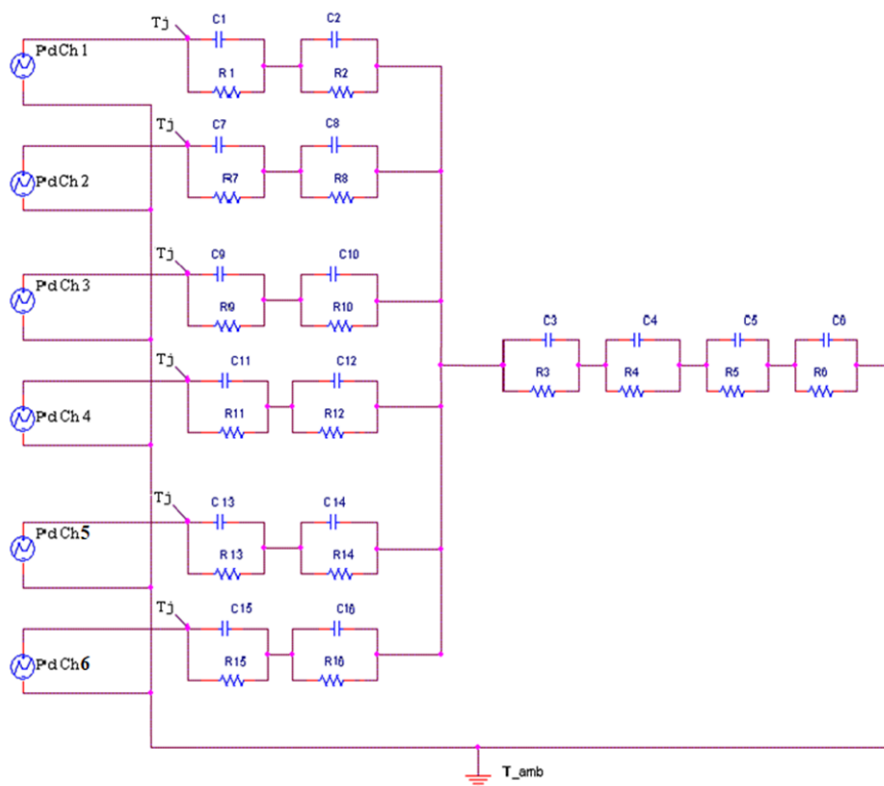 Tj
C1
C2
PdCh1
R1
R2
Tj
C7
C8
PdCh2
R7
R8
Tj
C9
C10
PdCh3
R9
R10
C3
C4
C5
C6
Tj
C11
C12
R3
R4
R5
R6
PdCh4
R11
R12
Tj
C13
C14
PdCh5
R13
R14
Tj
C15
C16
PdCh6
R15
R16
T_amb